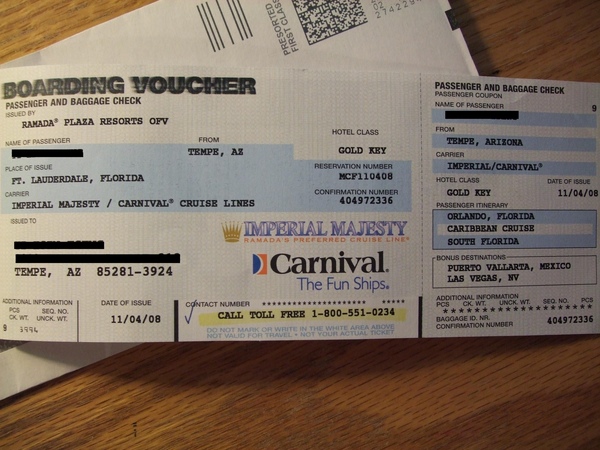 PRESORTED
FIRST CLASS
BOARDING VOUCHER
PASSENGER AND BAGGAGE CHECK
ISSUED BY
RAMADA® PLAZA RESORTS OFV
NAME OF PASSENGER
FROM
TEMPE, AZ
HOTEL CLASS
GOLD KEY
PLACE OF ISSUE
FT. LAUDERDALE, FLORIDA
RESERVATION NUMBER
MCF110408
CARRIER
IMPERIAL MAJESTY / CARNIVAL® CRUISE LINES
CONFIRMATION NUMBER
404972336
ISSUED TO
TEMPE, AZ 85281-3924
IMPERIAL MAJESTY
RAMADA'S PREFERRED CRUISE LINE®
Carnival®
The Fun Ships.®
ADDITIONAL INFORMATION
PCS. SEQ. NO.
CK. WT. UNCK. WT.
9 3996
DATE OF ISSUE
11/04/08
CONTACT NUMBER
CALL TOLL FREE 1-800-551-0234
DO NOT MARK OR WRITE IN THE WHITE AREA ABOVE
NOT VALID FOR TRAVEL • NOT YOUR ACTUAL TICKET
PASSENGER AND BAGGAGE CHECK
PASSENGER COUPON
NAME OF PASSENGER
9
FROM
TEMPE, ARIZONA
CARRIER
IMPERIAL/CARNIVAL®
HOTEL CLASS
GOLD KEY 11/04/08
PASSENGER ITINERARY
ORLANDO, FLORIDA
CARIBBEAN CRUISE
SOUTH FLORIDA
BONUS DESTINATIONS
PUERTO VALLARTA, MEXICO
LAS VEGAS, NV
ADDITIONAL INFORMATION
PCS. CK. WT. UNCK. WT. SEQ. NO. PCS
BAGGAGE ID. NR.
CONFIRMATION NUMBER
404972336